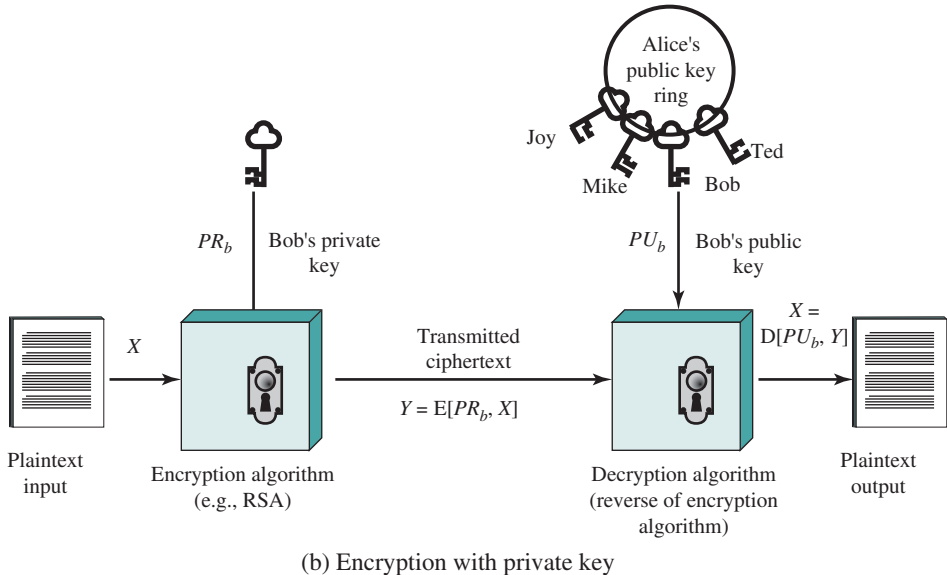 Alice's
public key
ring
Joy
Ted
Mike
Bob
PR_b
Bob's private
key
PU_b
Bob's public
key
X
Transmitted
ciphertext
X =
D[PU_b, Y]
Y = E[PR_b, X]
Plaintext
input
Encryption algorithm
(e.g., RSA)
Decryption algorithm
(reverse of encryption
algorithm)
Plaintext
output
(b) Encryption with private key